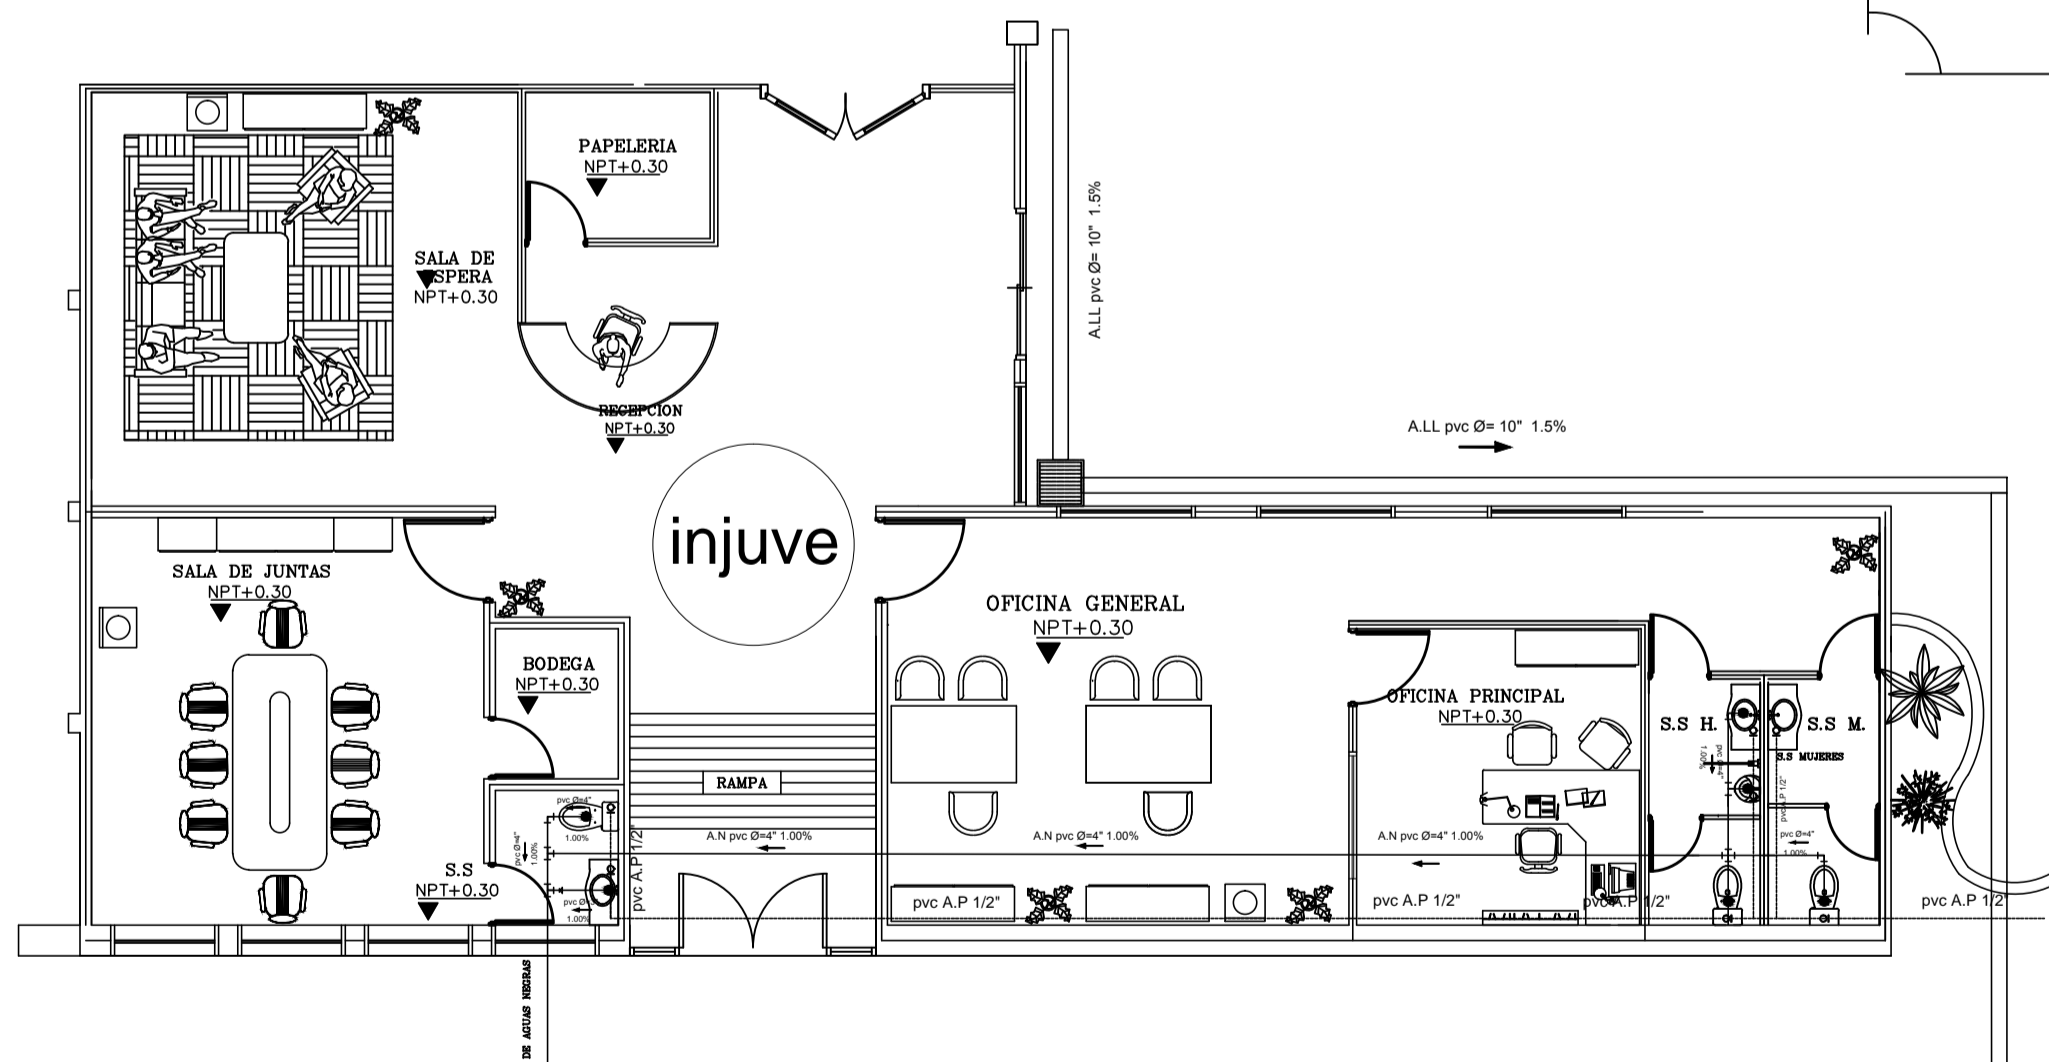 PAPELERIA
NPT+0.30
A.LL pvc Ø= 10" 1.5%
SALA DE
ESPERA
NPT+0.30
RECEPCION
NPT+0.30
A.LL pvc Ø= 10" 1.5%
injuve
SALA DE JUNTAS
NPT+0.30
OFICINA GENERAL
NPT+0.30
BODEGA
NPT+0.30
OFICINA PRINCIPAL
NPT+0.30
S.S H.
S.S M.
S.S MUJERES
pvc Ø=4"
1.00%
pvc A.P 1/2"
RAMPA
pvc Ø=4"
1.00%
pvc Ø=4"
1.00%
pvc A.P 1/2"
A.N pvc Ø=4" 1.00%
A.N pvc Ø=4" 1.00%
A.N pvc Ø=4" 1.00%
pvc Ø=4"
1.00%
S.S
NPT+0.30
1.00%
pvc A.P 1/2"
pvc A.P 1/2"
pvc A.P 1/2"
pvc A.P 1/2"
DE AGUAS NEGRAS